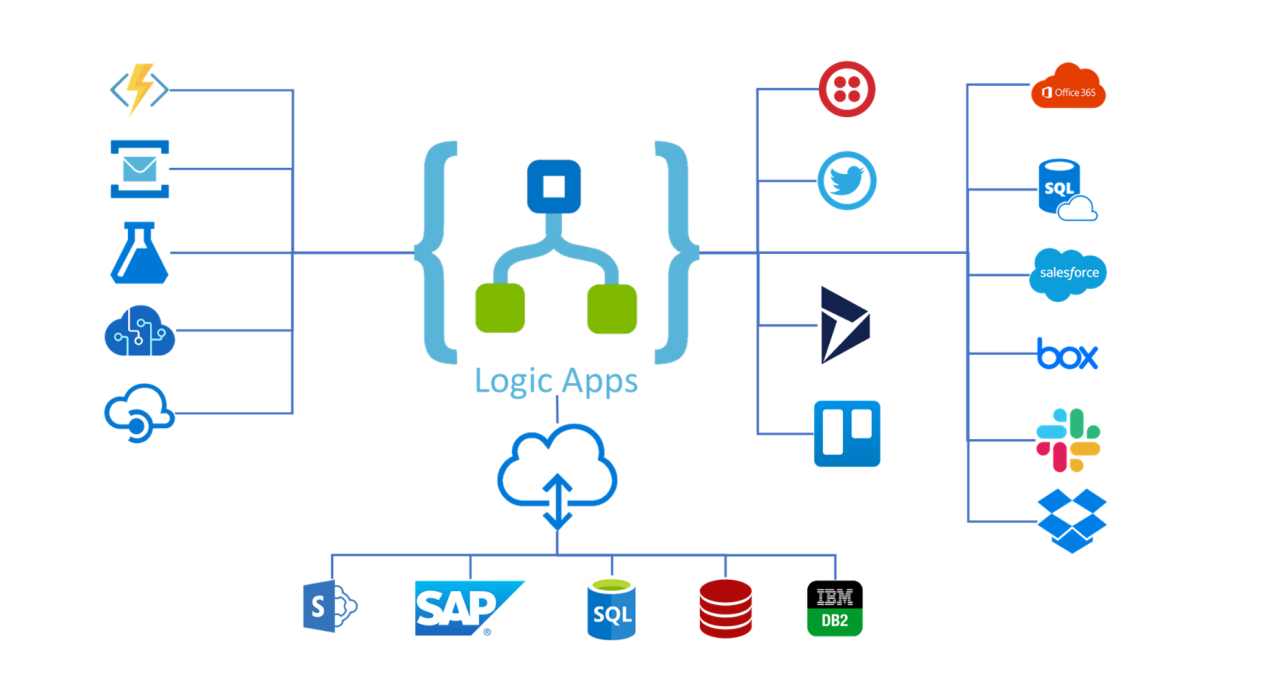 Office 365
SQL
salesforce
box
Logic Apps
S
SAP
®
SQL
IBM
DB2